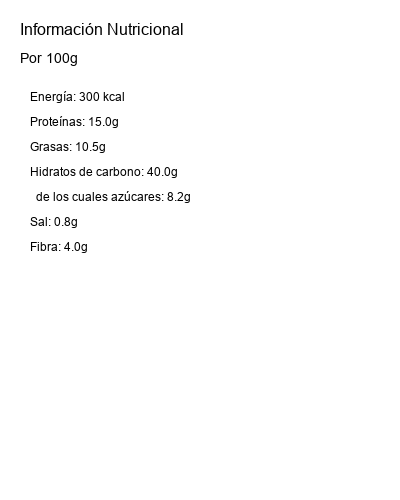 Información Nutricional
Por 100g
Energía: 300 kcal
Proteínas: 15.0g
Grasas: 10.5g
Hidratos de carbono: 40.0g
de los cuales azúcares: 8.2g
Sal: 0.8g
Fibra: 4.0g